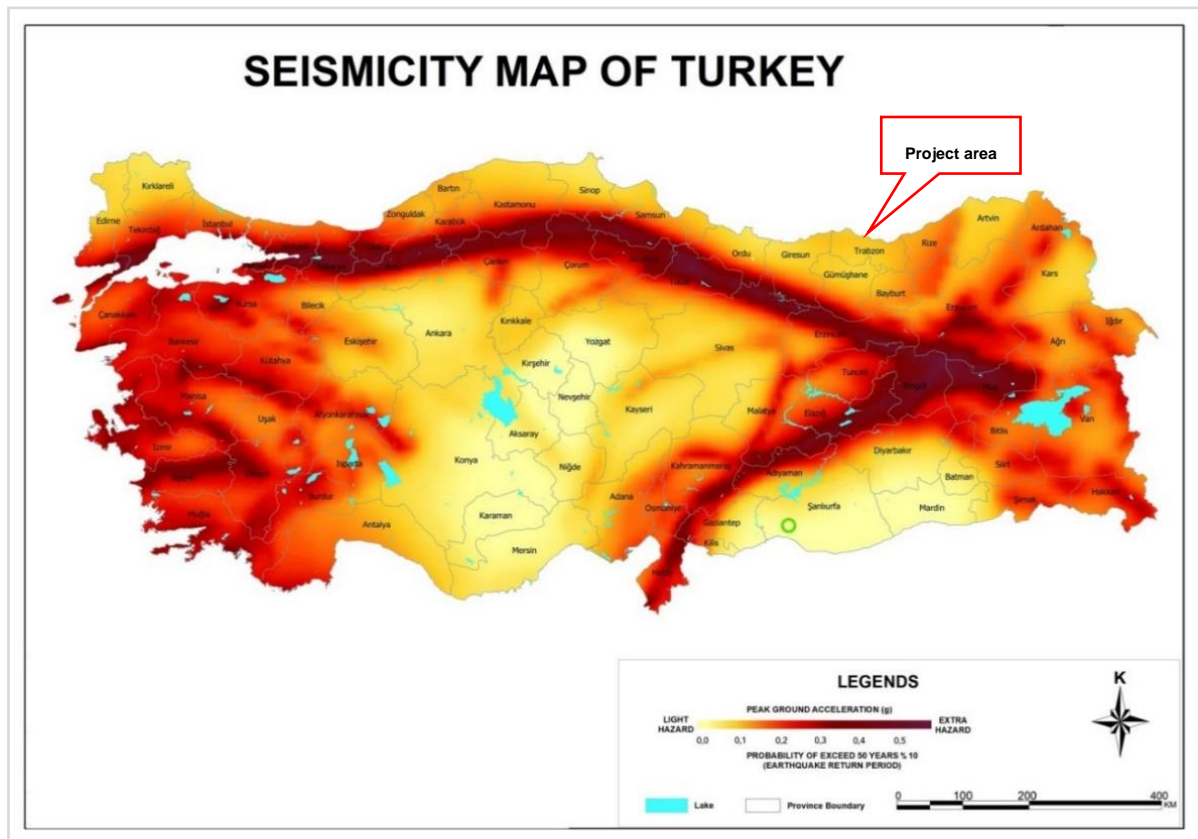 SEISMICITY MAP OF TURKEY
Project area
Kırklareli
Edirne
Tekirdağ
İstanbul
Zonguldak
Bartın
Karabük
Kastamonu
Sinop
Samsun
Ordu
Giresun
Trabzon
Rize
Artvin
Ardahan
Kars
Gümüşhane
Bayburt
Çankırı
Çorum
Çanakkale
Bursa
Bilecik
Balıkesir
Kütahya
Eskişehir
Ankara
Kırıkkale
Yozgat
Sivas
Erzincan
Erzurum
Iğdır
Ağrı
Kırşehir
Tunceli
Bingöl
Muş
Manisa
Uşak
Afyonkarahisar
Nevşehir
Kayseri
Malatya
Elazığ
Van
Bitlis
İzmir
Aksaray
Konya
Niğde
Isparta
Kahramanmaraş
Adıyaman
Diyarbakır
Batman
Siirt
Burdur
Muğla
Antalya
Karaman
Mersin
Adana
Osmaniye
Gaziantep
Kilis
Şanlıurfa
Mardin
Şırnak
Hakkari
LEGENDS
PEAK GROUND ACCELERATION (g)
LIGHT HAZARD
EXTRA HAZARD
0,0 0,1 0,2 0,3 0,4 0,5
PROBABILITY OF EXCEED 50 YEARS % 10
(EARTHQUAKE RETURN PERIOD)
Lake
Province Boundary
K
0 100 200 400
KM